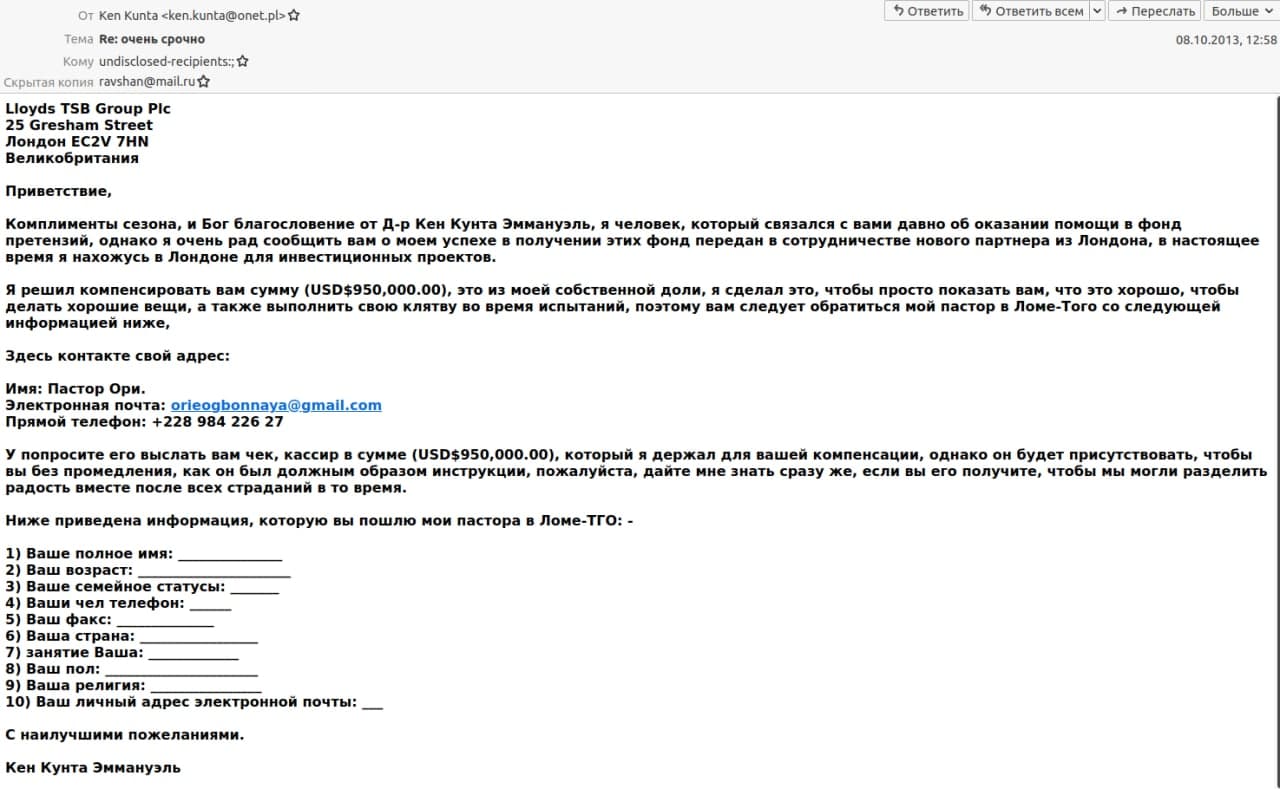 От Ken Kunta <ken.kunta@onet.pl>
Ответить Ответить всем Переслать Больше
Тема Re: очень срочно
08.10.2013, 12:58
Кому undisclosed-recipients:;
Скрытая копия ravshan@mail.ru
Lloyds TSB Group Plc
25 Gresham Street
Лондон EC2V 7HN
Великобритания
Приветствие,
Комплименты сезона, и Бог благословение от Д-р Кен Кунта Эммануэль, я человек, который связался с вами давно об оказании помощи в фонд
претензий, однако я очень рад сообщить вам о моем успехе в получении этих фонд передан в сотрудничестве нового партнера из Лондона, в настоящее
время я нахожусь в Лондоне для инвестиционных проектов.
Я решил компенсировать вам сумму (USD$950,000.00), это из моей собственной доли, я сделал это, чтобы просто показать вам, что это хорошо, чтобы
делать хорошие вещи, а также выполнить свою клятву во время испытаний, поэтому вам следует обратиться мой пастор в Ломе-Того со следующей
информацией ниже,
Здесь контакте свой адрес:
Имя: Пастор Ори.
Электронная почта: orieogbonnaya@gmail.com
Прямой телефон: +228 984 226 27
У попросите его выслать вам чек, кассир в сумме (USD$950,000.00), который я держал для вашей компенсации, однако он будет присутствовать, чтобы
вы без промедления, как он был должным образом инструкции, пожалуйста, дайте мне знать сразу же, если вы его получите, чтобы мы могли разделить
радость вместе после всех страданий в то время.
Ниже приведена информация, которую вы пошлю мои пастора в Ломе-ТГО: -
1) Ваше полное имя: _______________
2) Ваш возраст: ______________________
3) Ваше семейное статусы: _______
4) Ваши чел телефон: ______
5) Ваш факс: ______________
6) Ваша страна: _________________
7) занятие Ваша: _____________
8) Ваш пол: ______________________
9) Ваша религия: ________________
10) Ваш личный адрес электронной почты: ___
С наилучшими пожеланиями.
Кен Кунта Эммануэль